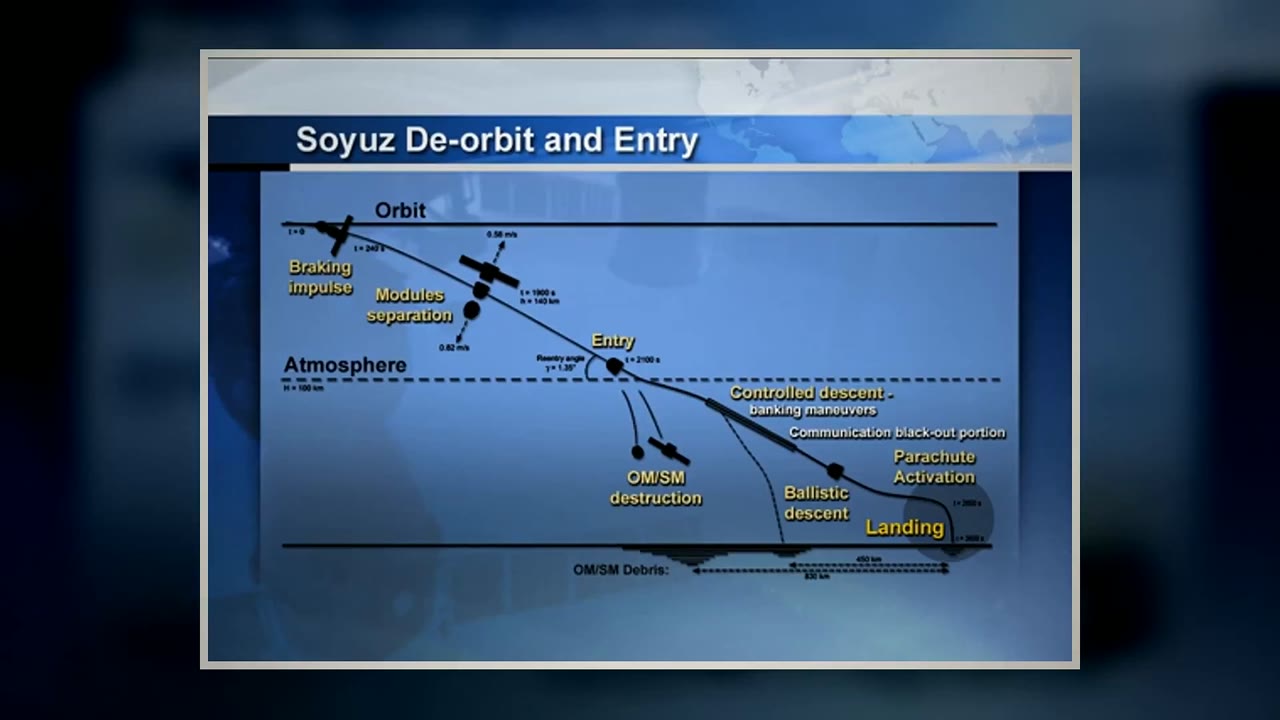 Soyuz De-orbit and Entry
Orbit
t = 0
t = 240 s
0.58 m/s
Braking
impulse
Modules
separation
t = 1900 s
h = 140 km
0.82 m/s
Entry
Reentry angle
γ = 1.35°
t = 2100 s
Atmosphere
H = 100 km
Controlled descent -
banking maneuvers
Communication black-out portion
Parachute
Activation
OM/SM
destruction
Ballistic
descent
Landing
450 km
OM/SM Debris:
830 km